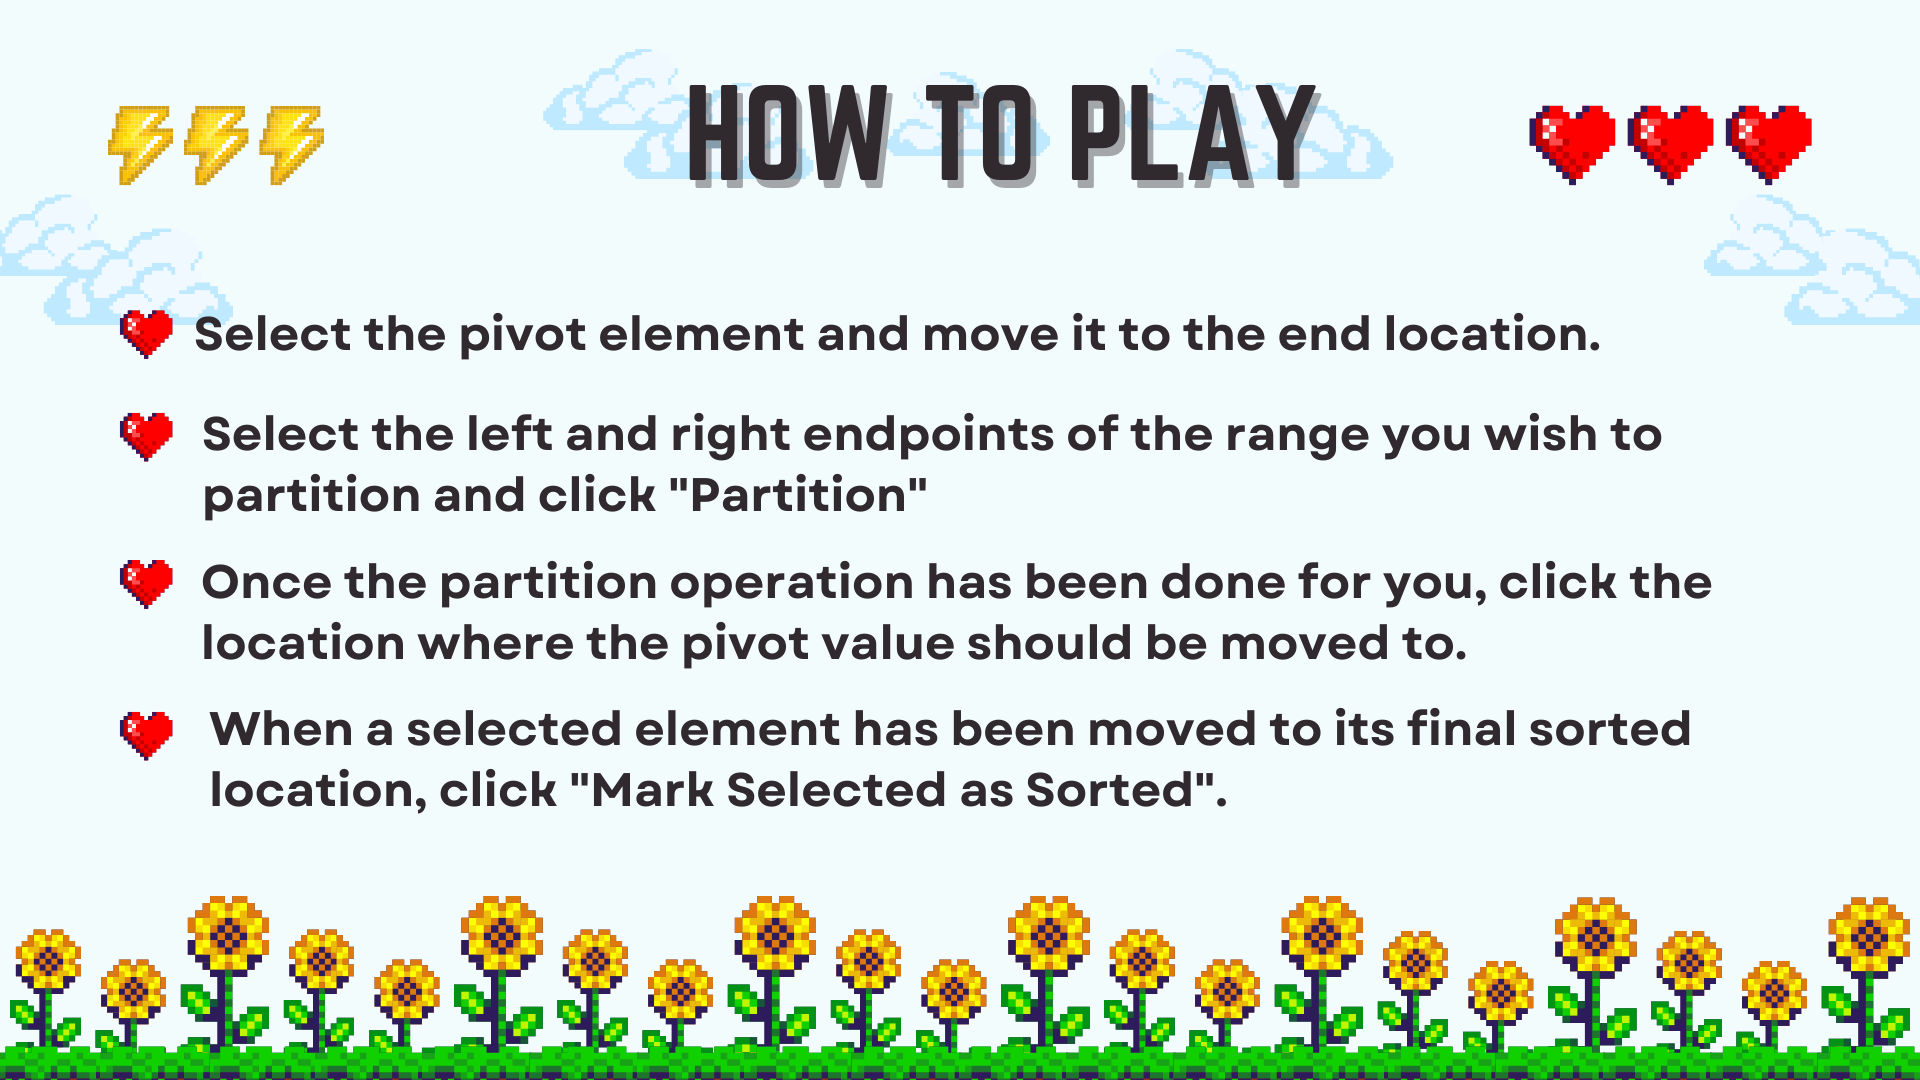 HOW TO PLAY
Select the pivot element and move it to the end location.
Select the left and right endpoints of the range you wish to
partition and click "Partition"
Once the partition operation has been done for you, click the
location where the pivot value should be moved to.
When a selected element has been moved to its final sorted
location, click "Mark Selected as Sorted".